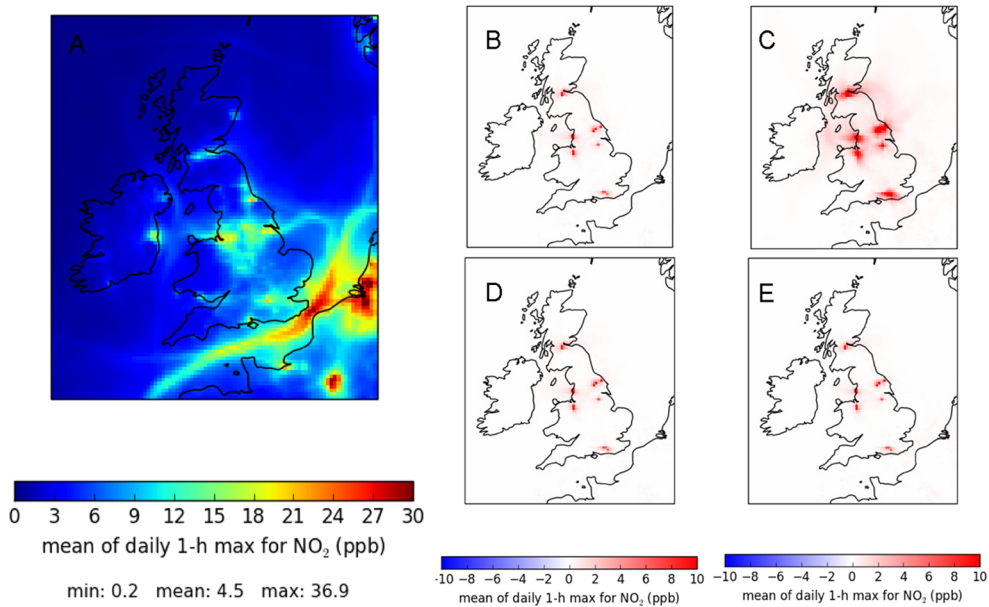 A
B
C
D
E
0 3 6 9 12 15 18 21 24 27 30
mean of daily 1-h max for NO₂ (ppb)
min: 0.2 mean: 4.5 max: 36.9
-10 -8 -6 -4 -2 0 2 4 6 8 10
mean of daily 1-h max for NO₂ (ppb)
−10 −8 −6 −4 −2 0 2 4 6 8 10
mean of daily 1-h max for NO₂ (ppb)